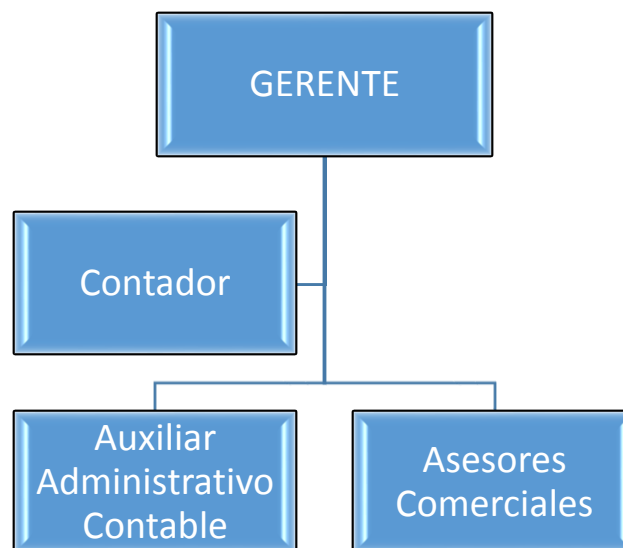 GERENTE
Contador
Auxiliar
Administrativo
Contable
Asesores
Comerciales